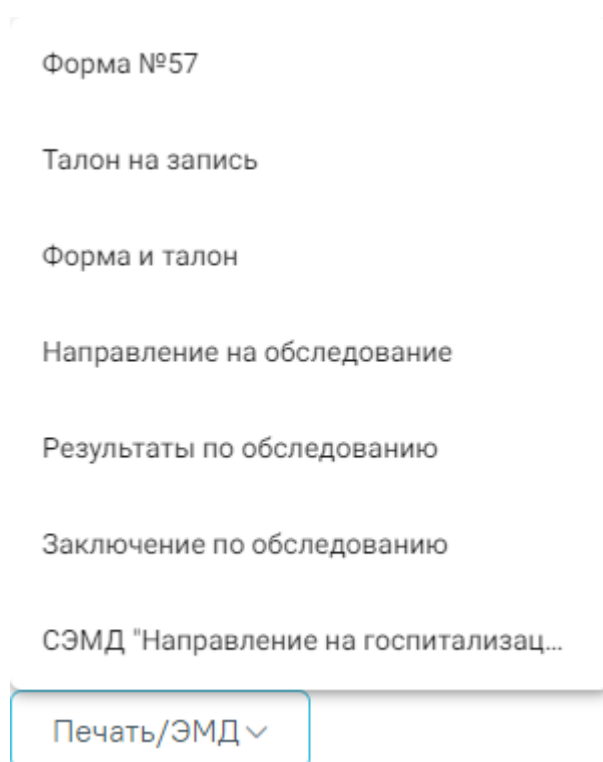 Форма №57
Талон на запись
Форма и талон
Направление на обследование
Результаты по обследованию
Заключение по обследованию
СЭМД "Направление на госпитализац...
Печать/ЭМД